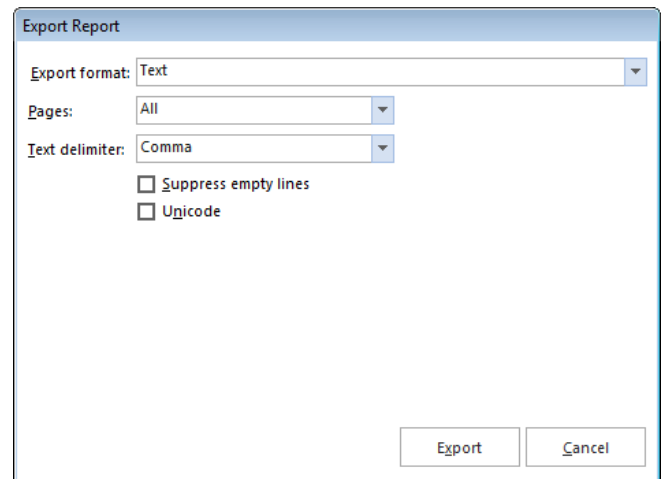 Export Report
Export format: Text
Pages: All
Text delimiter: Comma
Suppress empty lines
Unicode
Export Cancel